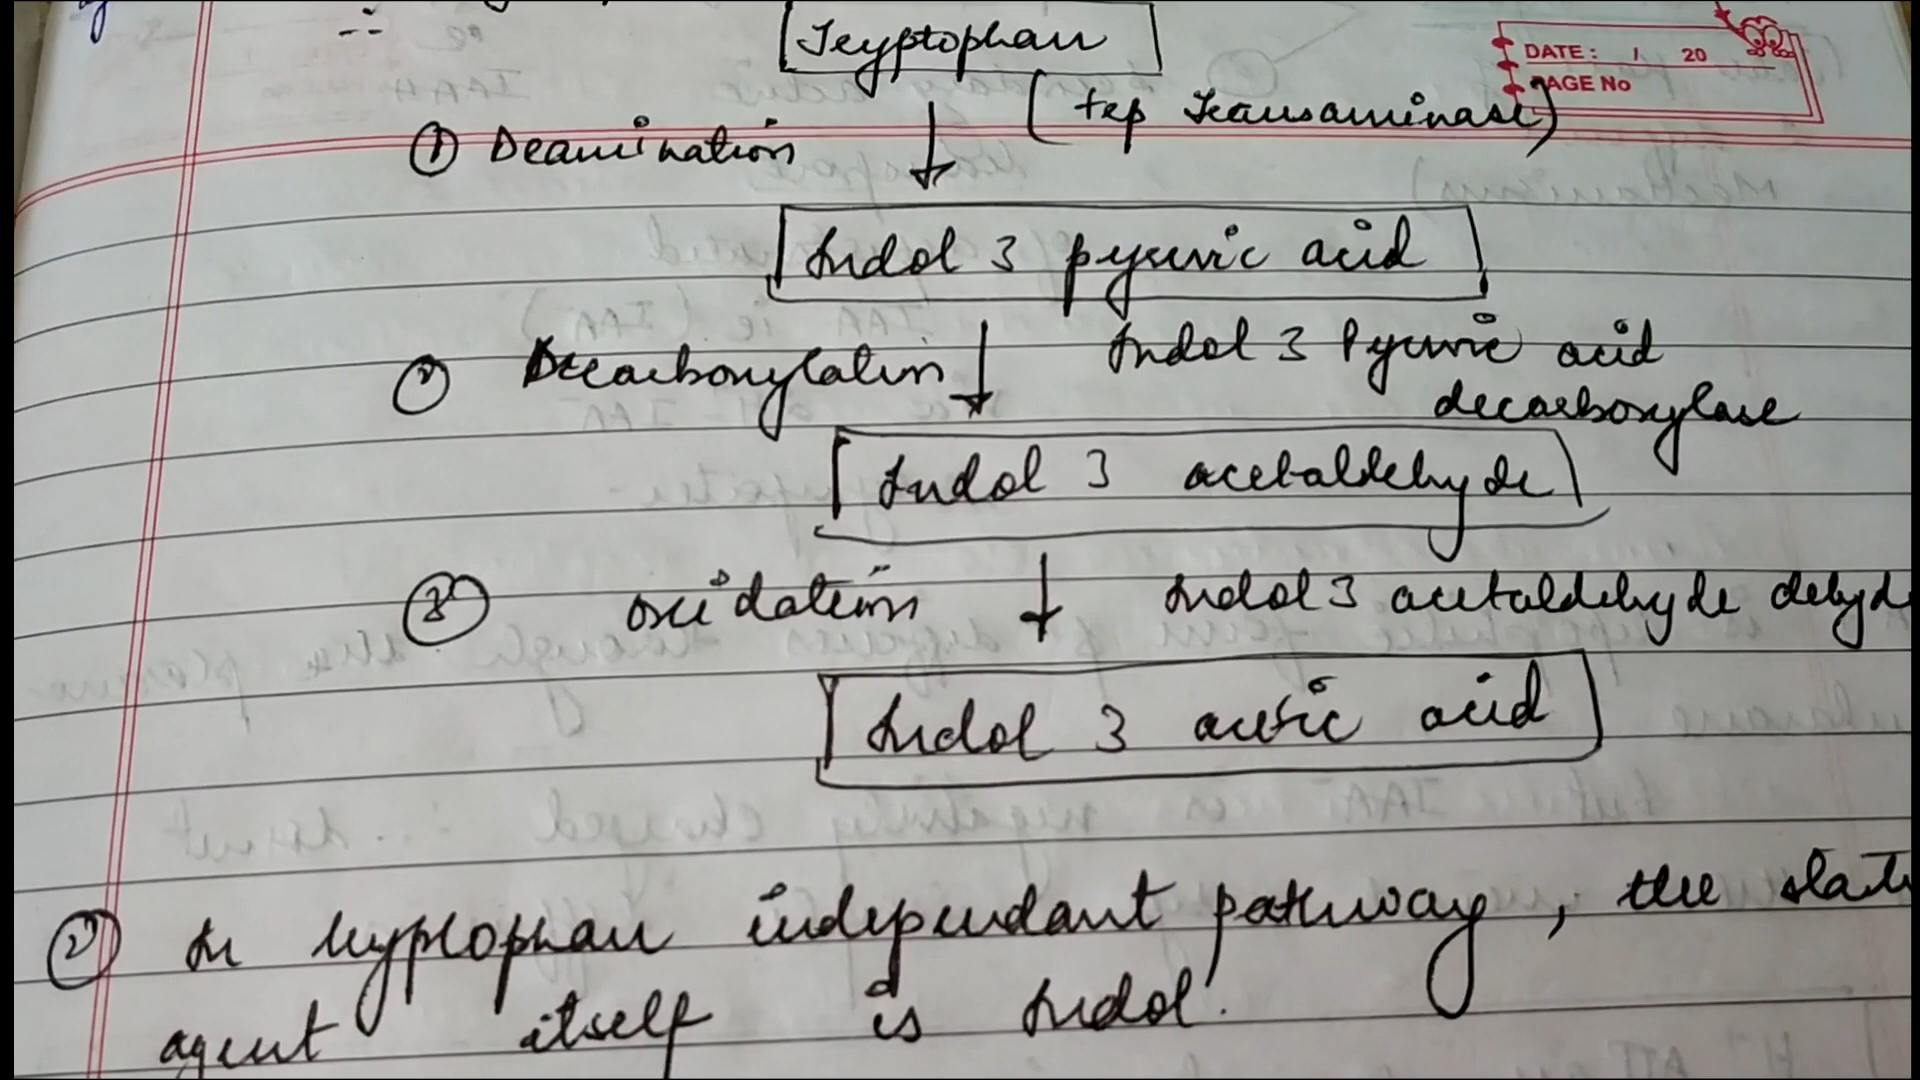 Tryptophan
DATE: / 20
PAGE No
(trp Transaminase)
① Deamination
Indol 3 pyruvic acid
② Decarboxylation Indol 3 Pyruvic acid
decarboxylase
Indol 3 acetaldehyde
③ oxidation Indol 3 acetaldehyde dehyd
Indol 3 acetic acid
② In tryptophan independant pathway, the
agent itself is Indol.